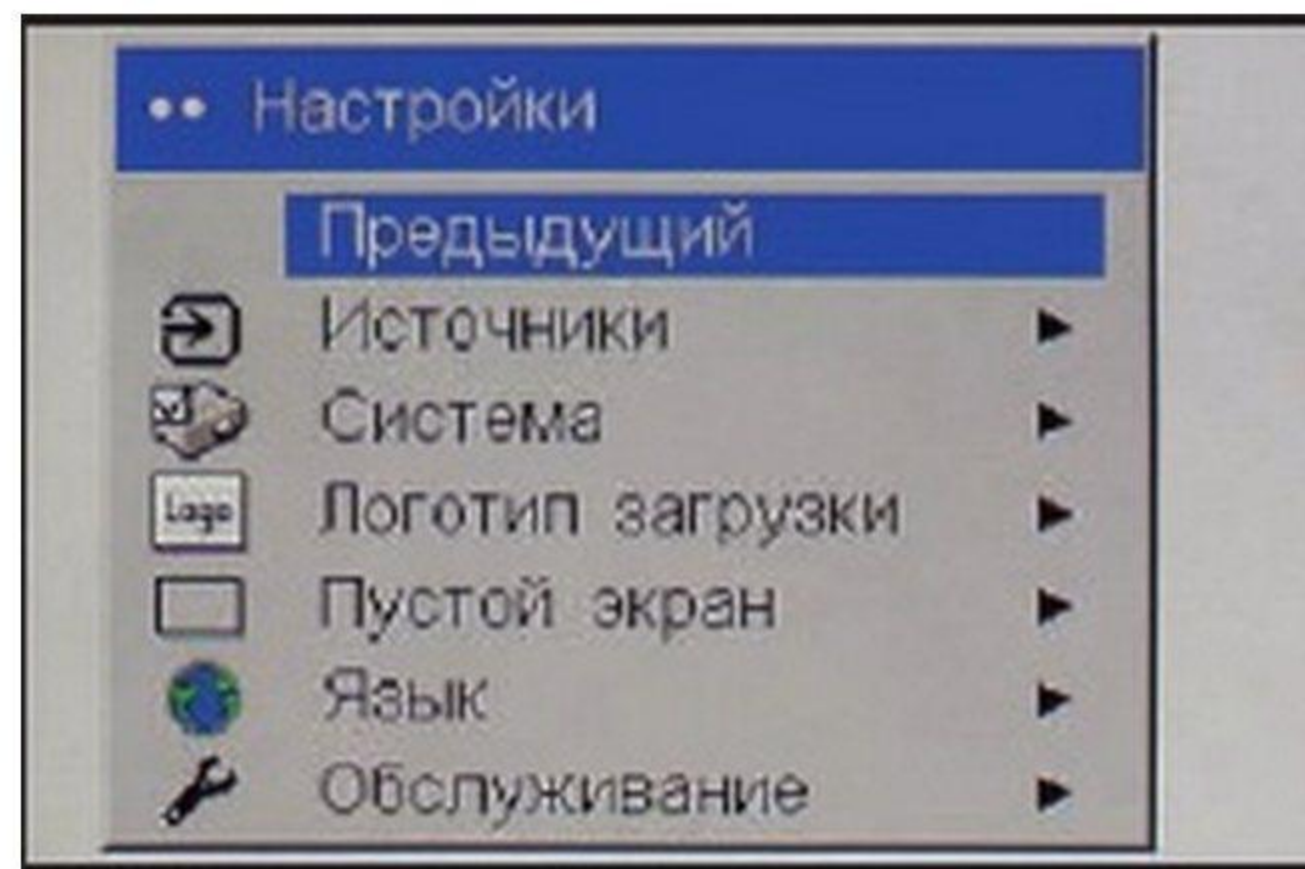 Настройки
Предыдущий
Источники
Система
Logo Логотип загрузки
Пустой экран
Язык
Обслуживание